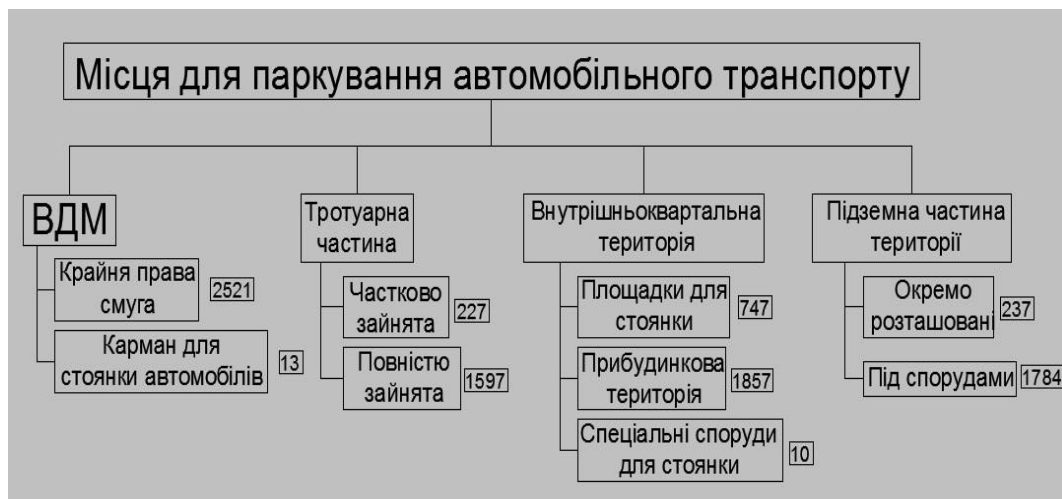 Місця для паркування автомобільного транспорту
ВДМ
Крайня права
смуга
2521
Карман для
стоянки автомобілів
13
Тротуарна
частина
Частково
зайнята
227
Повністю
зайнята
1597
Внутрішньоквартальна
територія
Площадки для
стоянки
747
Прибудинкова
територія
1857
Спеціальні споруди
для стоянки
10
Підземна частина
території
Окремо
розташовані
237
Під спорудами
1784